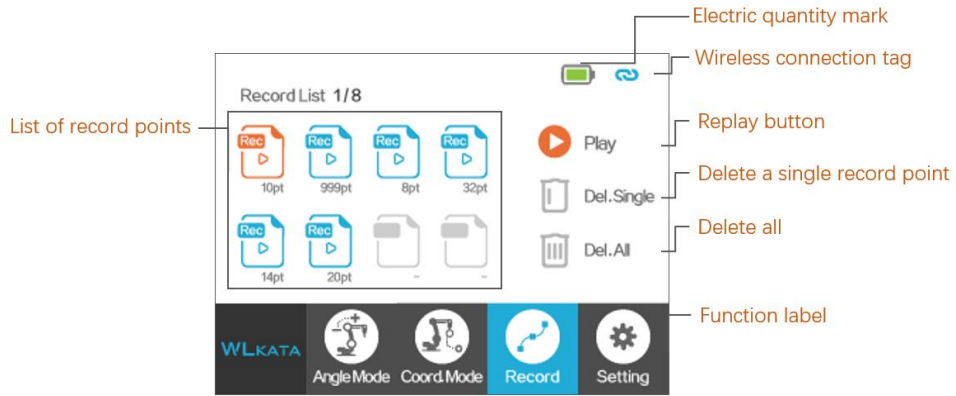 Electric quantity mark
Wireless connection tag
Record List 1/8
List of record points
Rec
Rec
Rec
Rec
10pt
999pt
8pt
32pt
Rec
Rec
14pt
20pt
-
-
Play
Replay button
Del.Single
Delete a single record point
Del.All
Delete all
Function label
WLKATA
Angle Mode
Coord.Mode
Record
Setting